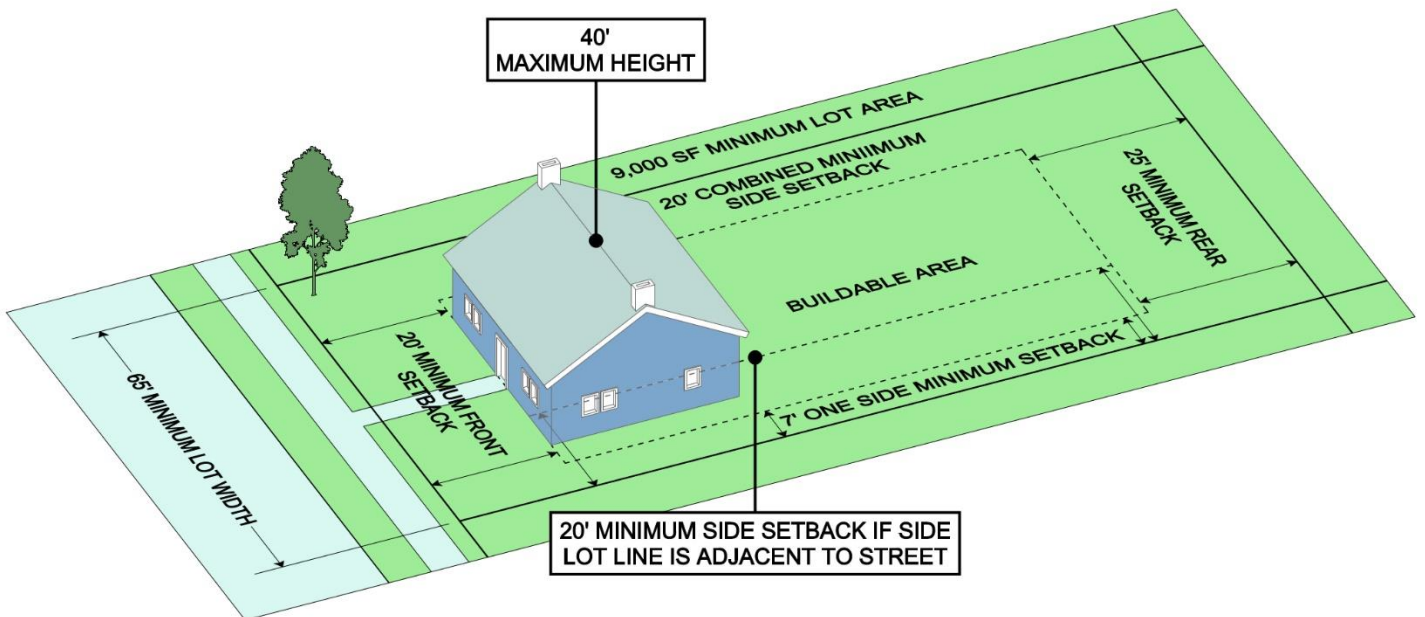 40'
MAXIMUM HEIGHT
9,000 SF MINIMUM LOT AREA
20' COMBINED MINIIMUM
SIDE SETBACK
25' MINIMUM REAR
SETBACK
BUILDABLE AREA
20' MINIMUM FRONT
SETBACK
65' MINIMUM LOT WIDTH
7' ONE SIDE MINIMUM SETBACK
20' MINIMUM SIDE SETBACK IF SIDE
LOT LINE IS ADJACENT TO STREET